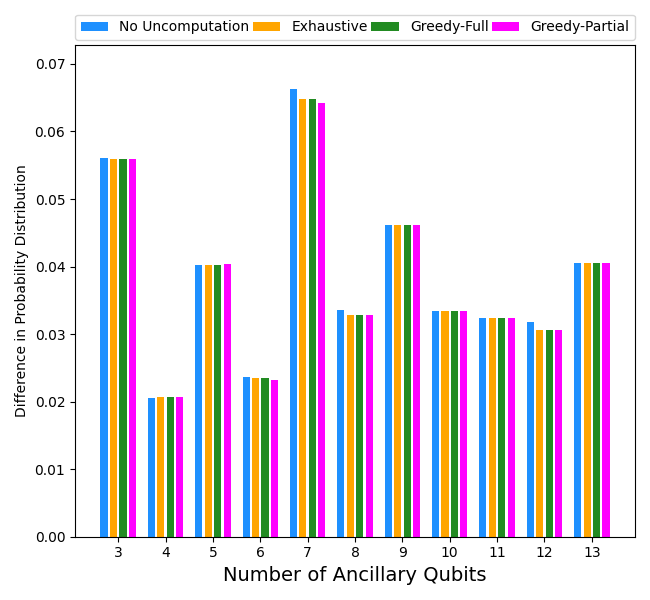 No Uncomputation Exhaustive Greedy-Full Greedy-Partial
0.07
0.06
0.05
0.04
0.03
0.02
0.01
0.00
Difference in Probability Distribution
3 4 5 6 7 8 9 10 11 12 13
Number of Ancillary Qubits